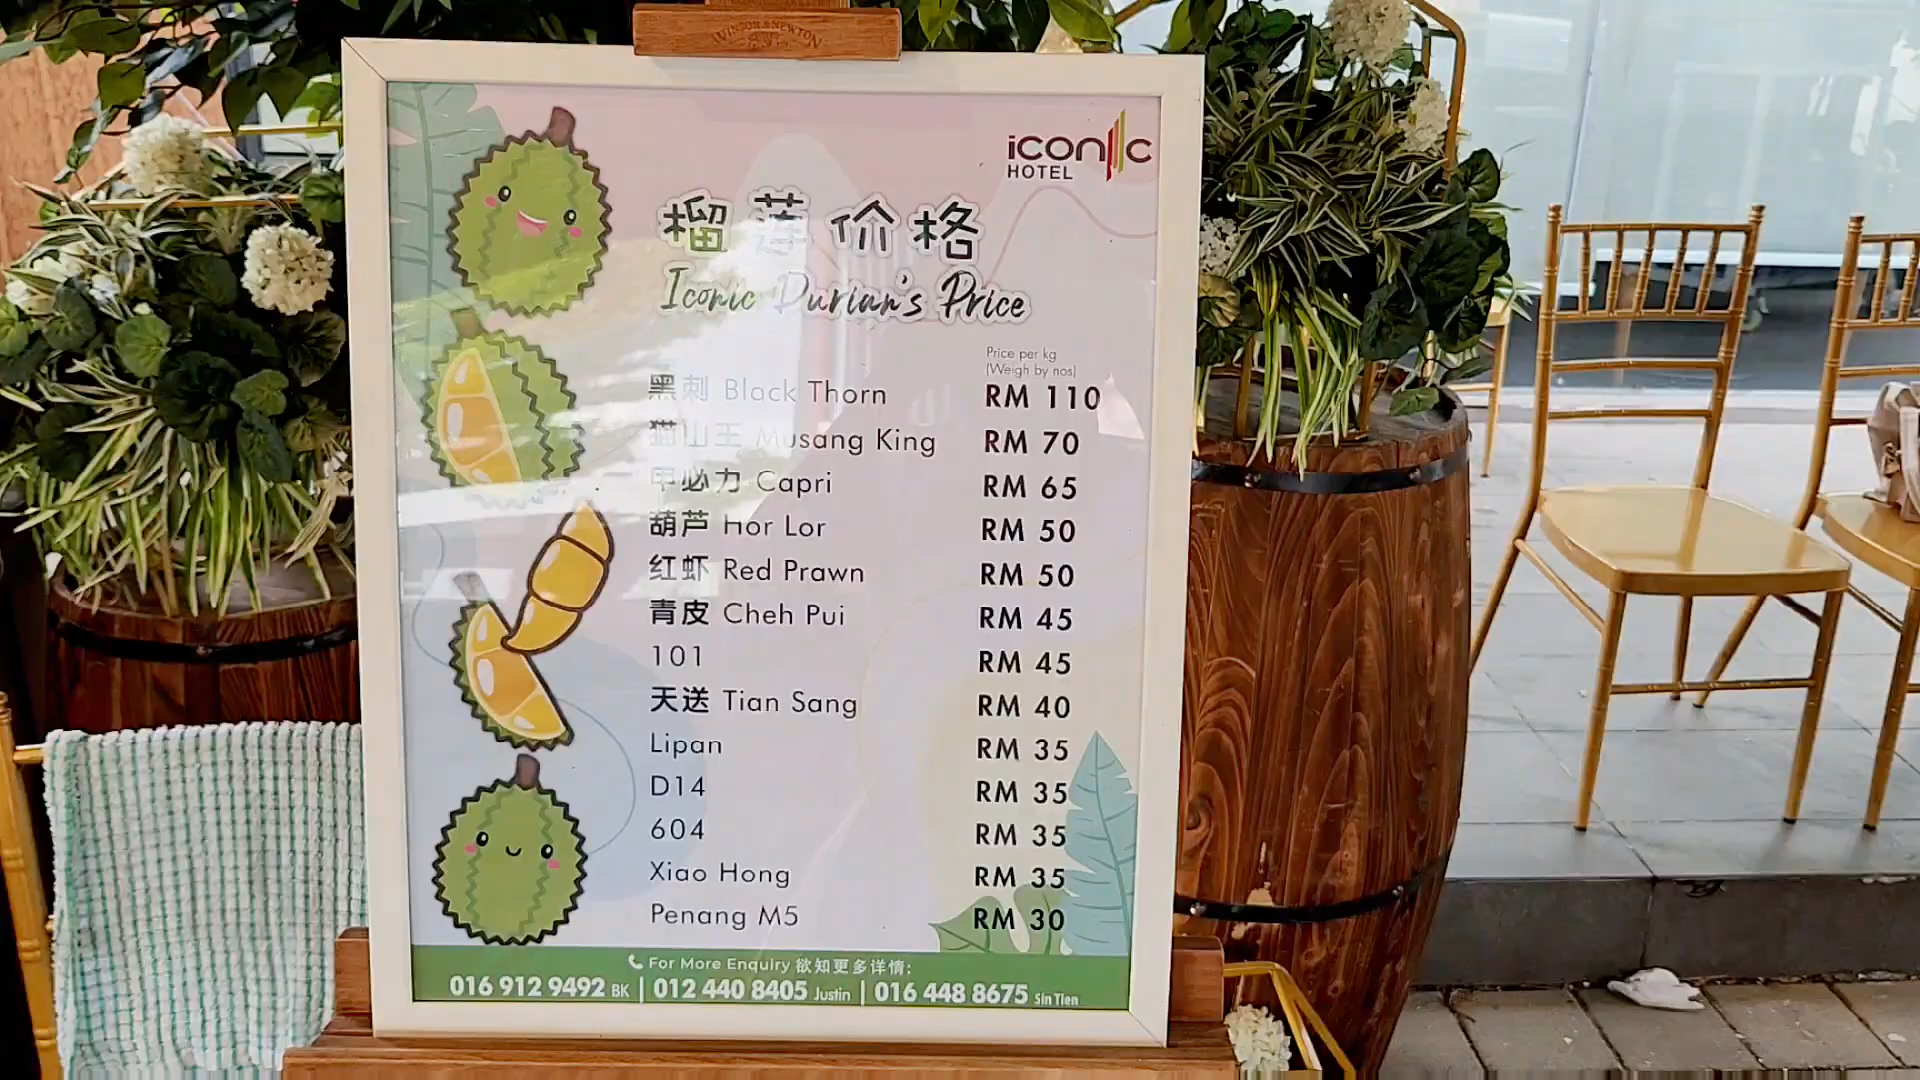 WINSOR & NEWTON
iconic
HOTEL
榴莲价格
Iconic Durian's Price
Price per kg
(Weigh by nos)
黑刺 Black Thorn RM 110
猫山王 Musang King RM 70
甲必力 Capri RM 65
葫芦 Hor Lor RM 50
红虾 Red Prawn RM 50
青皮 Cheh Pui RM 45
101 RM 45
天送 Tian Sang RM 40
Lipan RM 35
D14 RM 35
604 RM 35
Xiao Hong RM 35
Penang M5 RM 30
For More Enquiry 欲知更多详情:
016 912 9492 BK | 012 440 8405 Justin | 016 448 8675 Sin Tien